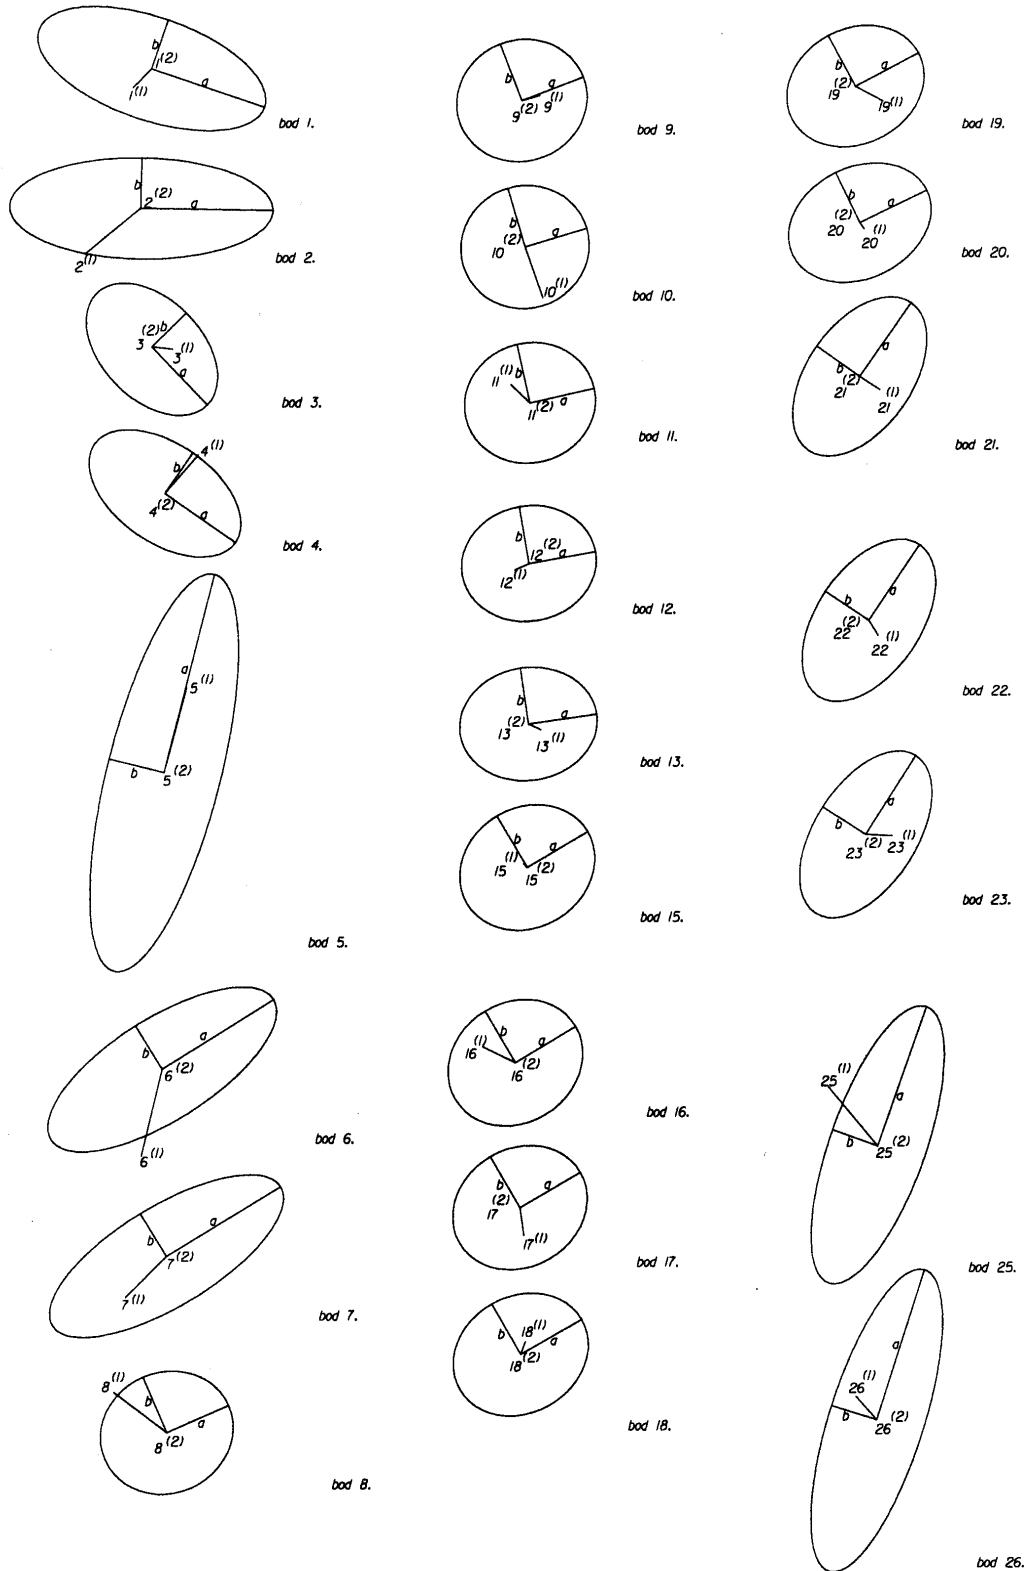 b
1(2)
a
1(1)
bod 1.
b
2(2)
a
2(1)
bod 2.
(2) b
3
3(1)
a
bod 3.
4(1)
b
4(2)
a
bod 4.
a
5(1)
b
5(2)
bod 5.
a
b
6(2)
6(1)
bod 6.
a
b
7(2)
7(1)
bod 7.
8(1)
b
a
8(2)
bod 8.
b
a
9(2) 9(1)
bod 9.
b
a
10(2)
10(1)
bod 10.
11(1) b
a
11(2)
bod 11.
b
12(2) a
12(1)
bod 12.
b
a
13(2)
13(1)
bod 13.
b
a
15(1)
15(2)
bod 15.
b
a
16(1)
16(2)
bod 16.
b
a
17(2)
17(1)
bod 17.
b
18(1)
a
18(2)
bod 18.
b
a
19(2)
19(1)
bod 19.
b
a
20(2)
20(1)
bod 20.
a
b
21(2)
21(1)
bod 21.
b
a
22(2)
22(1)
bod 22.
a
b
23(2) 23(1)
bod 23.
25(1)
a
b
25(2)
bod 25.
a
26(1)
b
26(2)
bod 26.